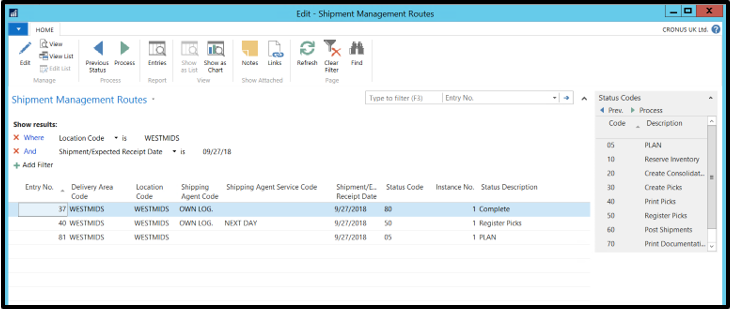 Edit - Shipment Management Routes
HOME
CRONUS UK Ltd.
Edit
View
View List
Edit List
Manage
Previous Status
Process
Process
Entries
Report
Show as List
Show as Chart
View
Notes
Links
Show Attached
Refresh
Clear Filter
Find
Page
Shipment Management Routes
Type to filter (F3)
Entry No.
Show results:
Where Location Code is WESTMIDS
And Shipment/Expected Receipt Date is 09/27/18
Add Filter
Entry No. Delivery Area Code Location Code Shipping Agent Code Shipping Agent Service Code Shipment/E... Receipt Date Status Code Instance No. Status Description
37 WESTMIDS WESTMIDS OWN LOG. 9/27/2018 80 1 Complete
40 WESTMIDS WESTMIDS OWN LOG. NEXT DAY 9/27/2018 50 1 Register Picks
81 WESTMIDS WESTMIDS 9/27/2018 05 1 PLAN
Status Codes
Prev. Process
Code Description
05 PLAN
10 Reserve Inventory
20 Create Consolidat...
30 Create Picks
40 Print Picks
50 Register Picks
60 Post Shipments
70 Print Documentati...